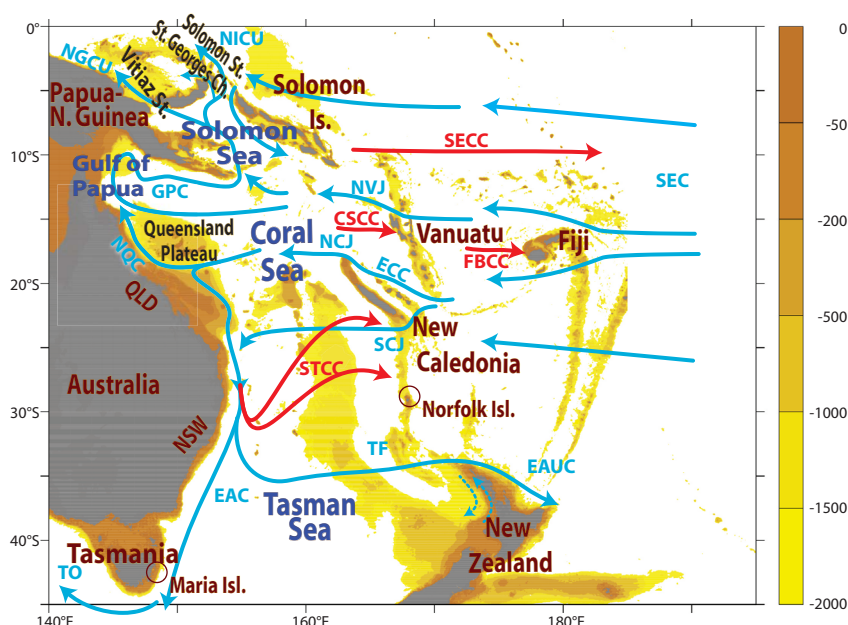 0°
10°S
20°S
30°S
40°S
140°E
150°E
160°E
170°E
180°E
0
-50
-200
-500
-1000
-1500
-2000
NGCU
Vitiaz St.
St. Georges Ch.
Solomon St.
NICU
Solomon
Is.
Papua-
N. Guinea
Solomon
Sea
SECC
SEC
Gulf of
Papua
GPC
NVJ
CSCC
Queensland
Plateau
Coral
Sea
NCJ
Vanuatu
Fiji
FBCC
NQC
QLD
ECC
New
Caledonia
SCJ
STCC
Australia
Norfolk Isl.
NSW
TF
EAUC
EAC
Tasman
Sea
New
Zealand
Tasmania
TO
Maria Isl.